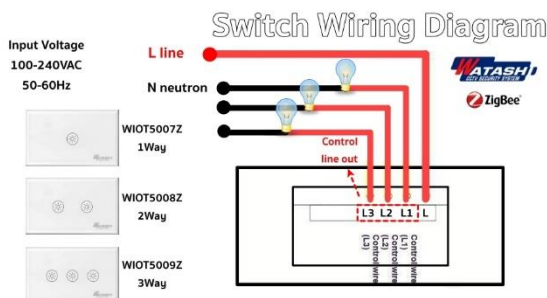 Switch Wiring Diagram
Input Voltage
100-240VAC
50-60Hz
L line
N neutron
WATASHI
CCTV SECURITY SYSTEM
ZigBee
WIOT5007Z
1Way
WIOT5008Z
2Way
WIOT5009Z
3Way
Control
line out
L3 L2 L1 L
Control wire
(L3)
Control wire
(L2)
Control wire
(L1)